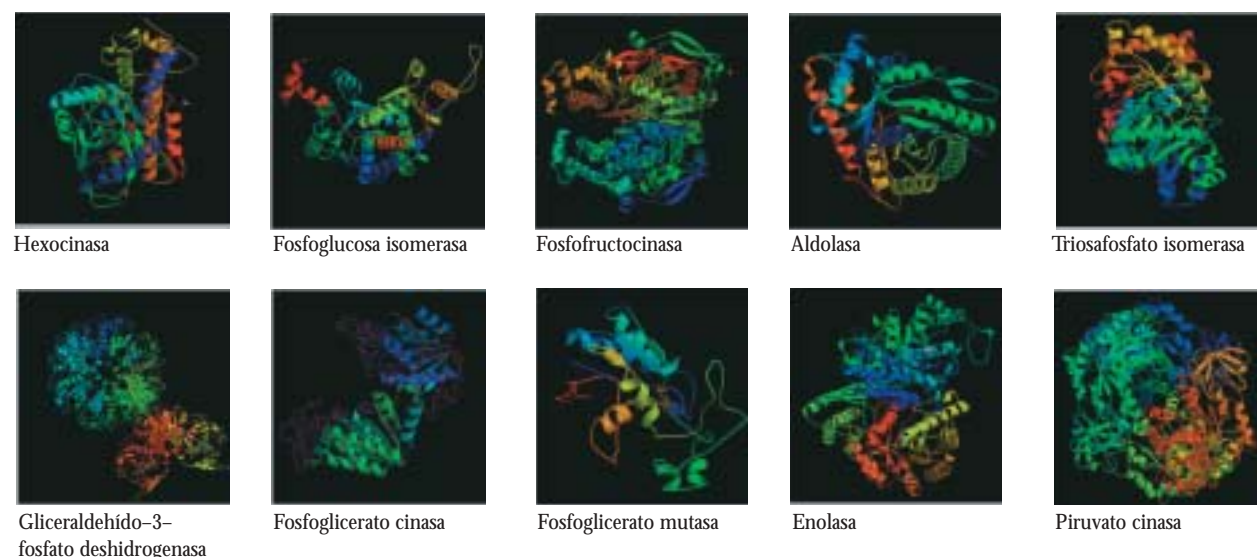 Hexocinasa
Fosfoglucosa isomerasa
Fosfofructocinasa
Aldolasa
Triosafosfato isomerasa
Gliceraldehído–3–
fosfato deshidrogenasa
Fosfoglicerato cinasa
Fosfoglicerato mutasa
Enolasa
Piruvato cinasa